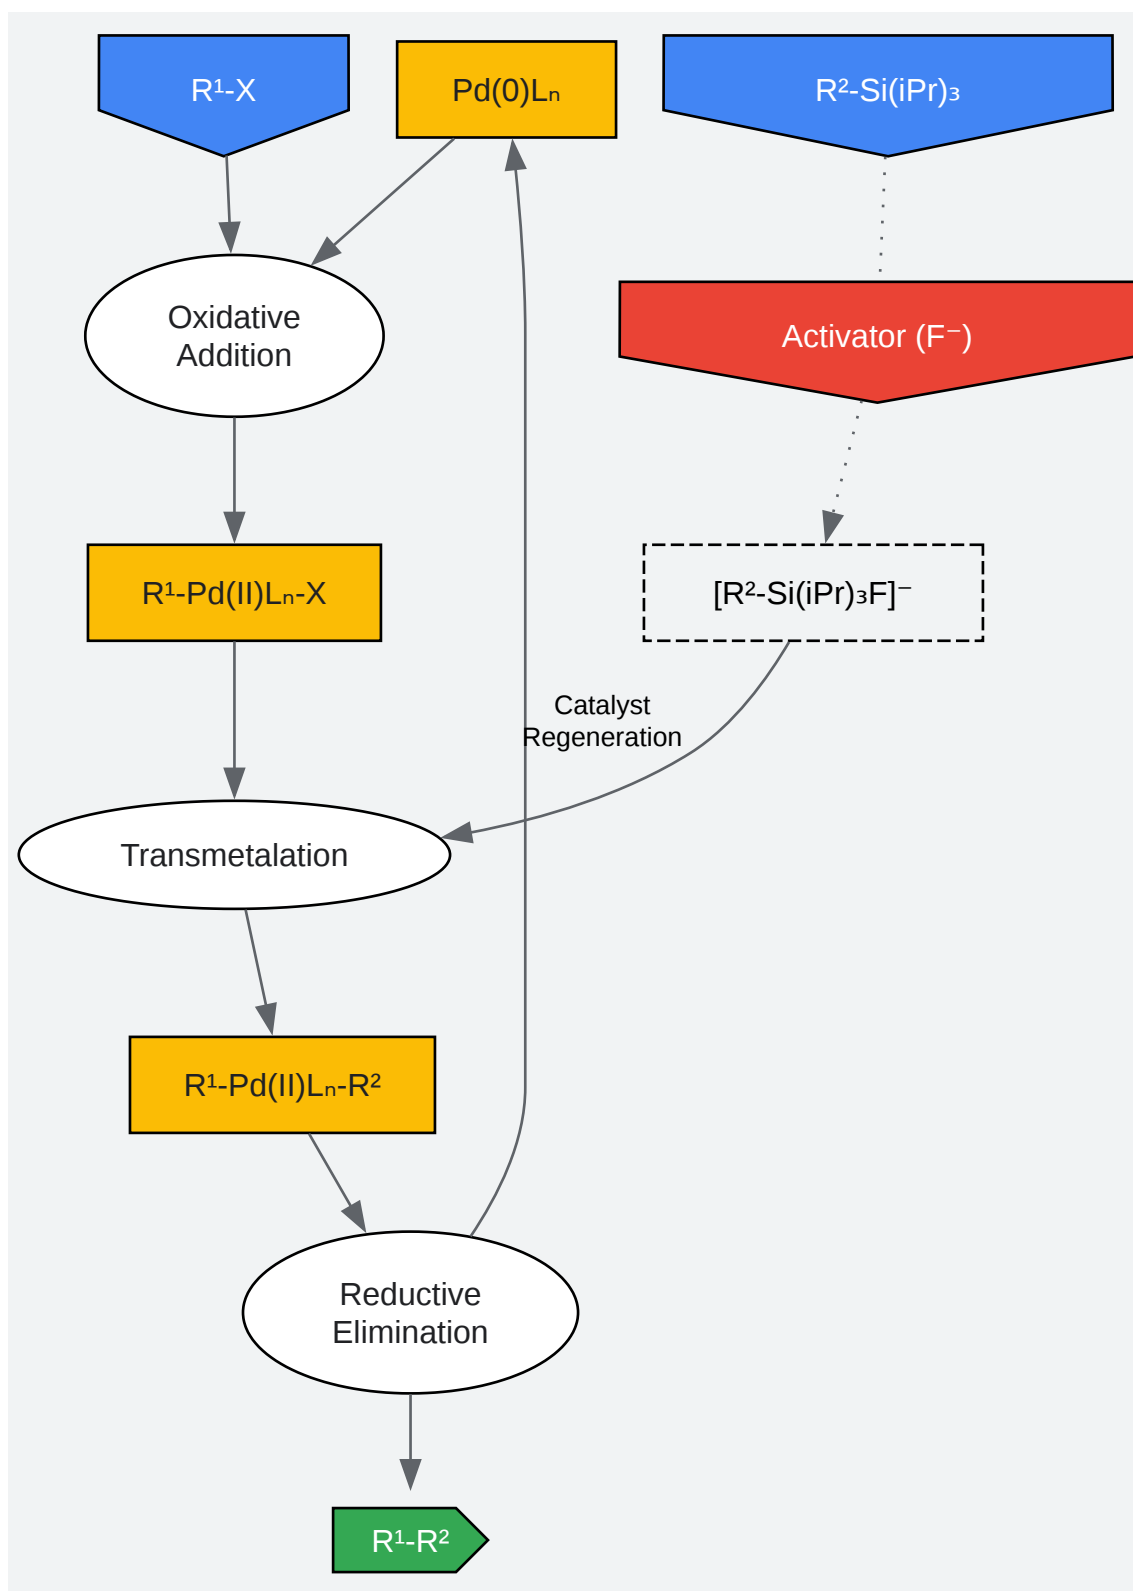 R¹-X
Pd(0)Lₙ
R²-Si(iPr)₃
Oxidative
Addition
Activator (F⁻)
R¹-Pd(II)Lₙ-X
[R²-Si(iPr)₃F]⁻
Catalyst
Regeneration
Transmetalation
R¹-Pd(II)Lₙ-R²
Reductive
Elimination
R¹-R²